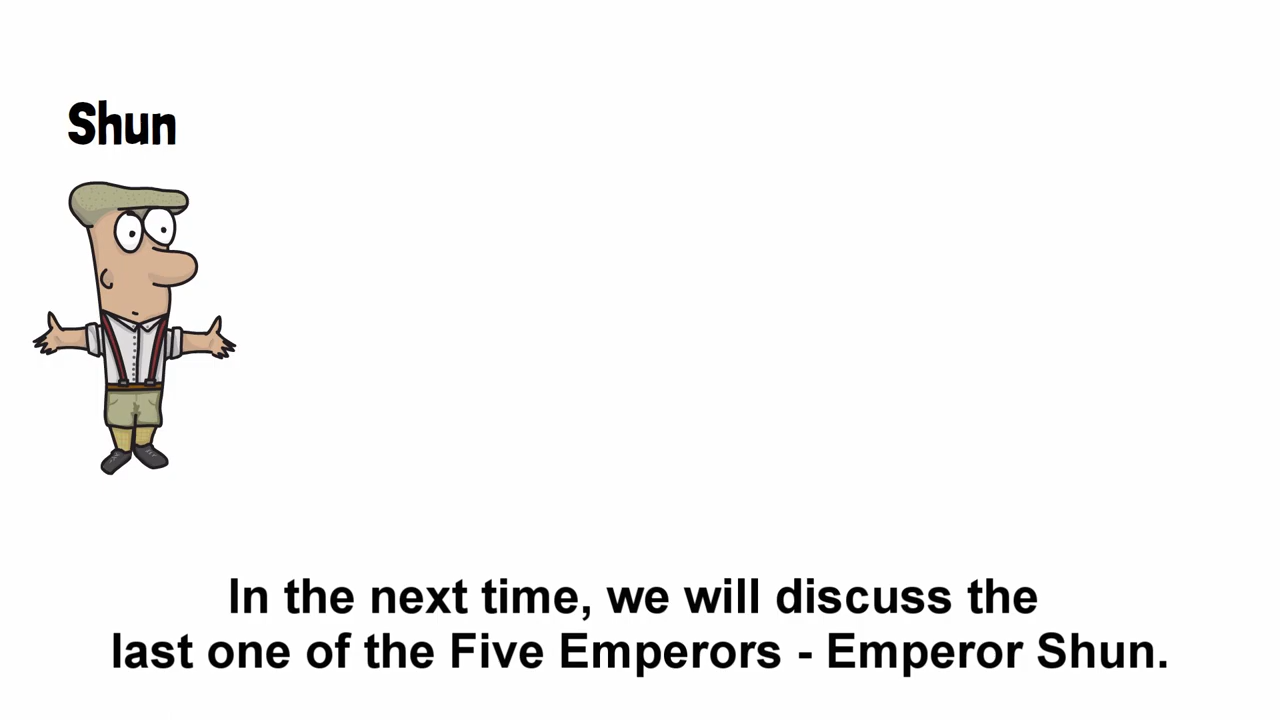 Shun
In the next time, we will discuss the
last one of the Five Emperors - Emperor Shun.